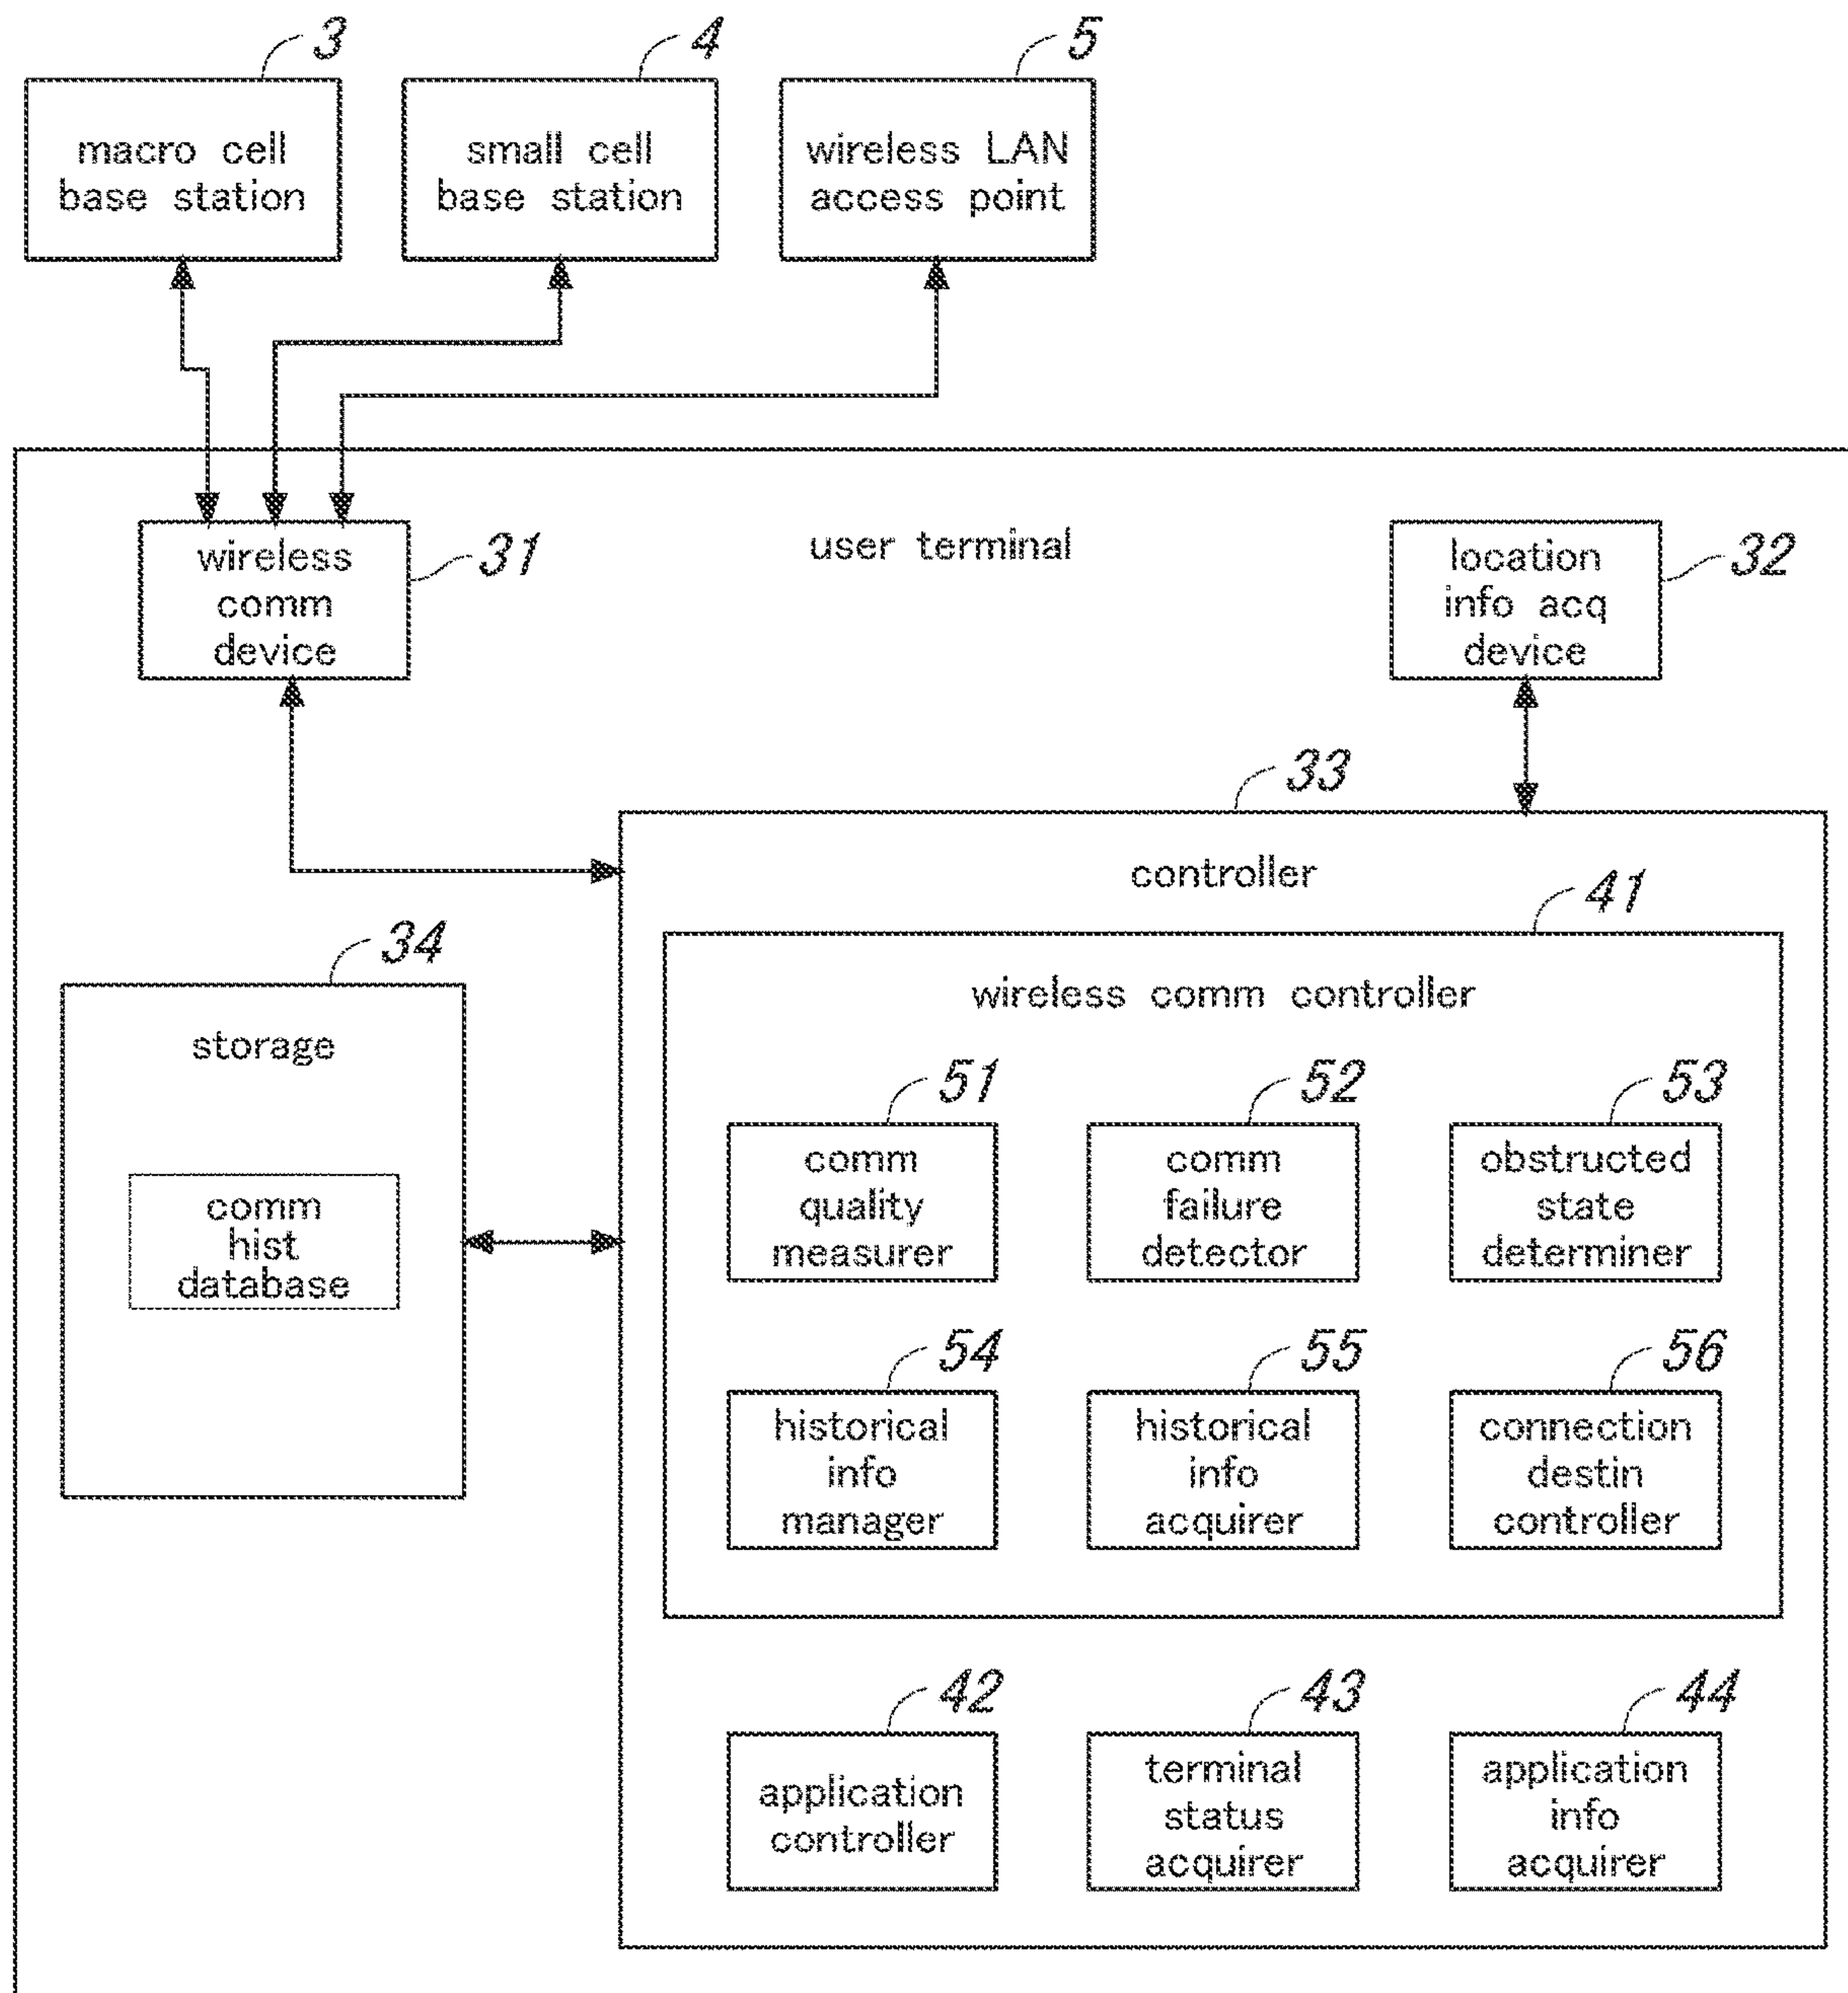 3
4
5
macro cell
base station
small cell
base station
wireless LAN
access point
user terminal
wireless
comm
device
31
location
info acq
device
32
33
controller
41
34
storage
comm
hist
database
wireless comm controller
51
comm
quality
measurer
52
comm
failure
detector
53
obstructed
state
determiner
54
historical
info
manager
55
historical
info
acquirer
56
connection
destin
controller
42
application
controller
43
terminal
status
acquirer
44
application
info
acquirer